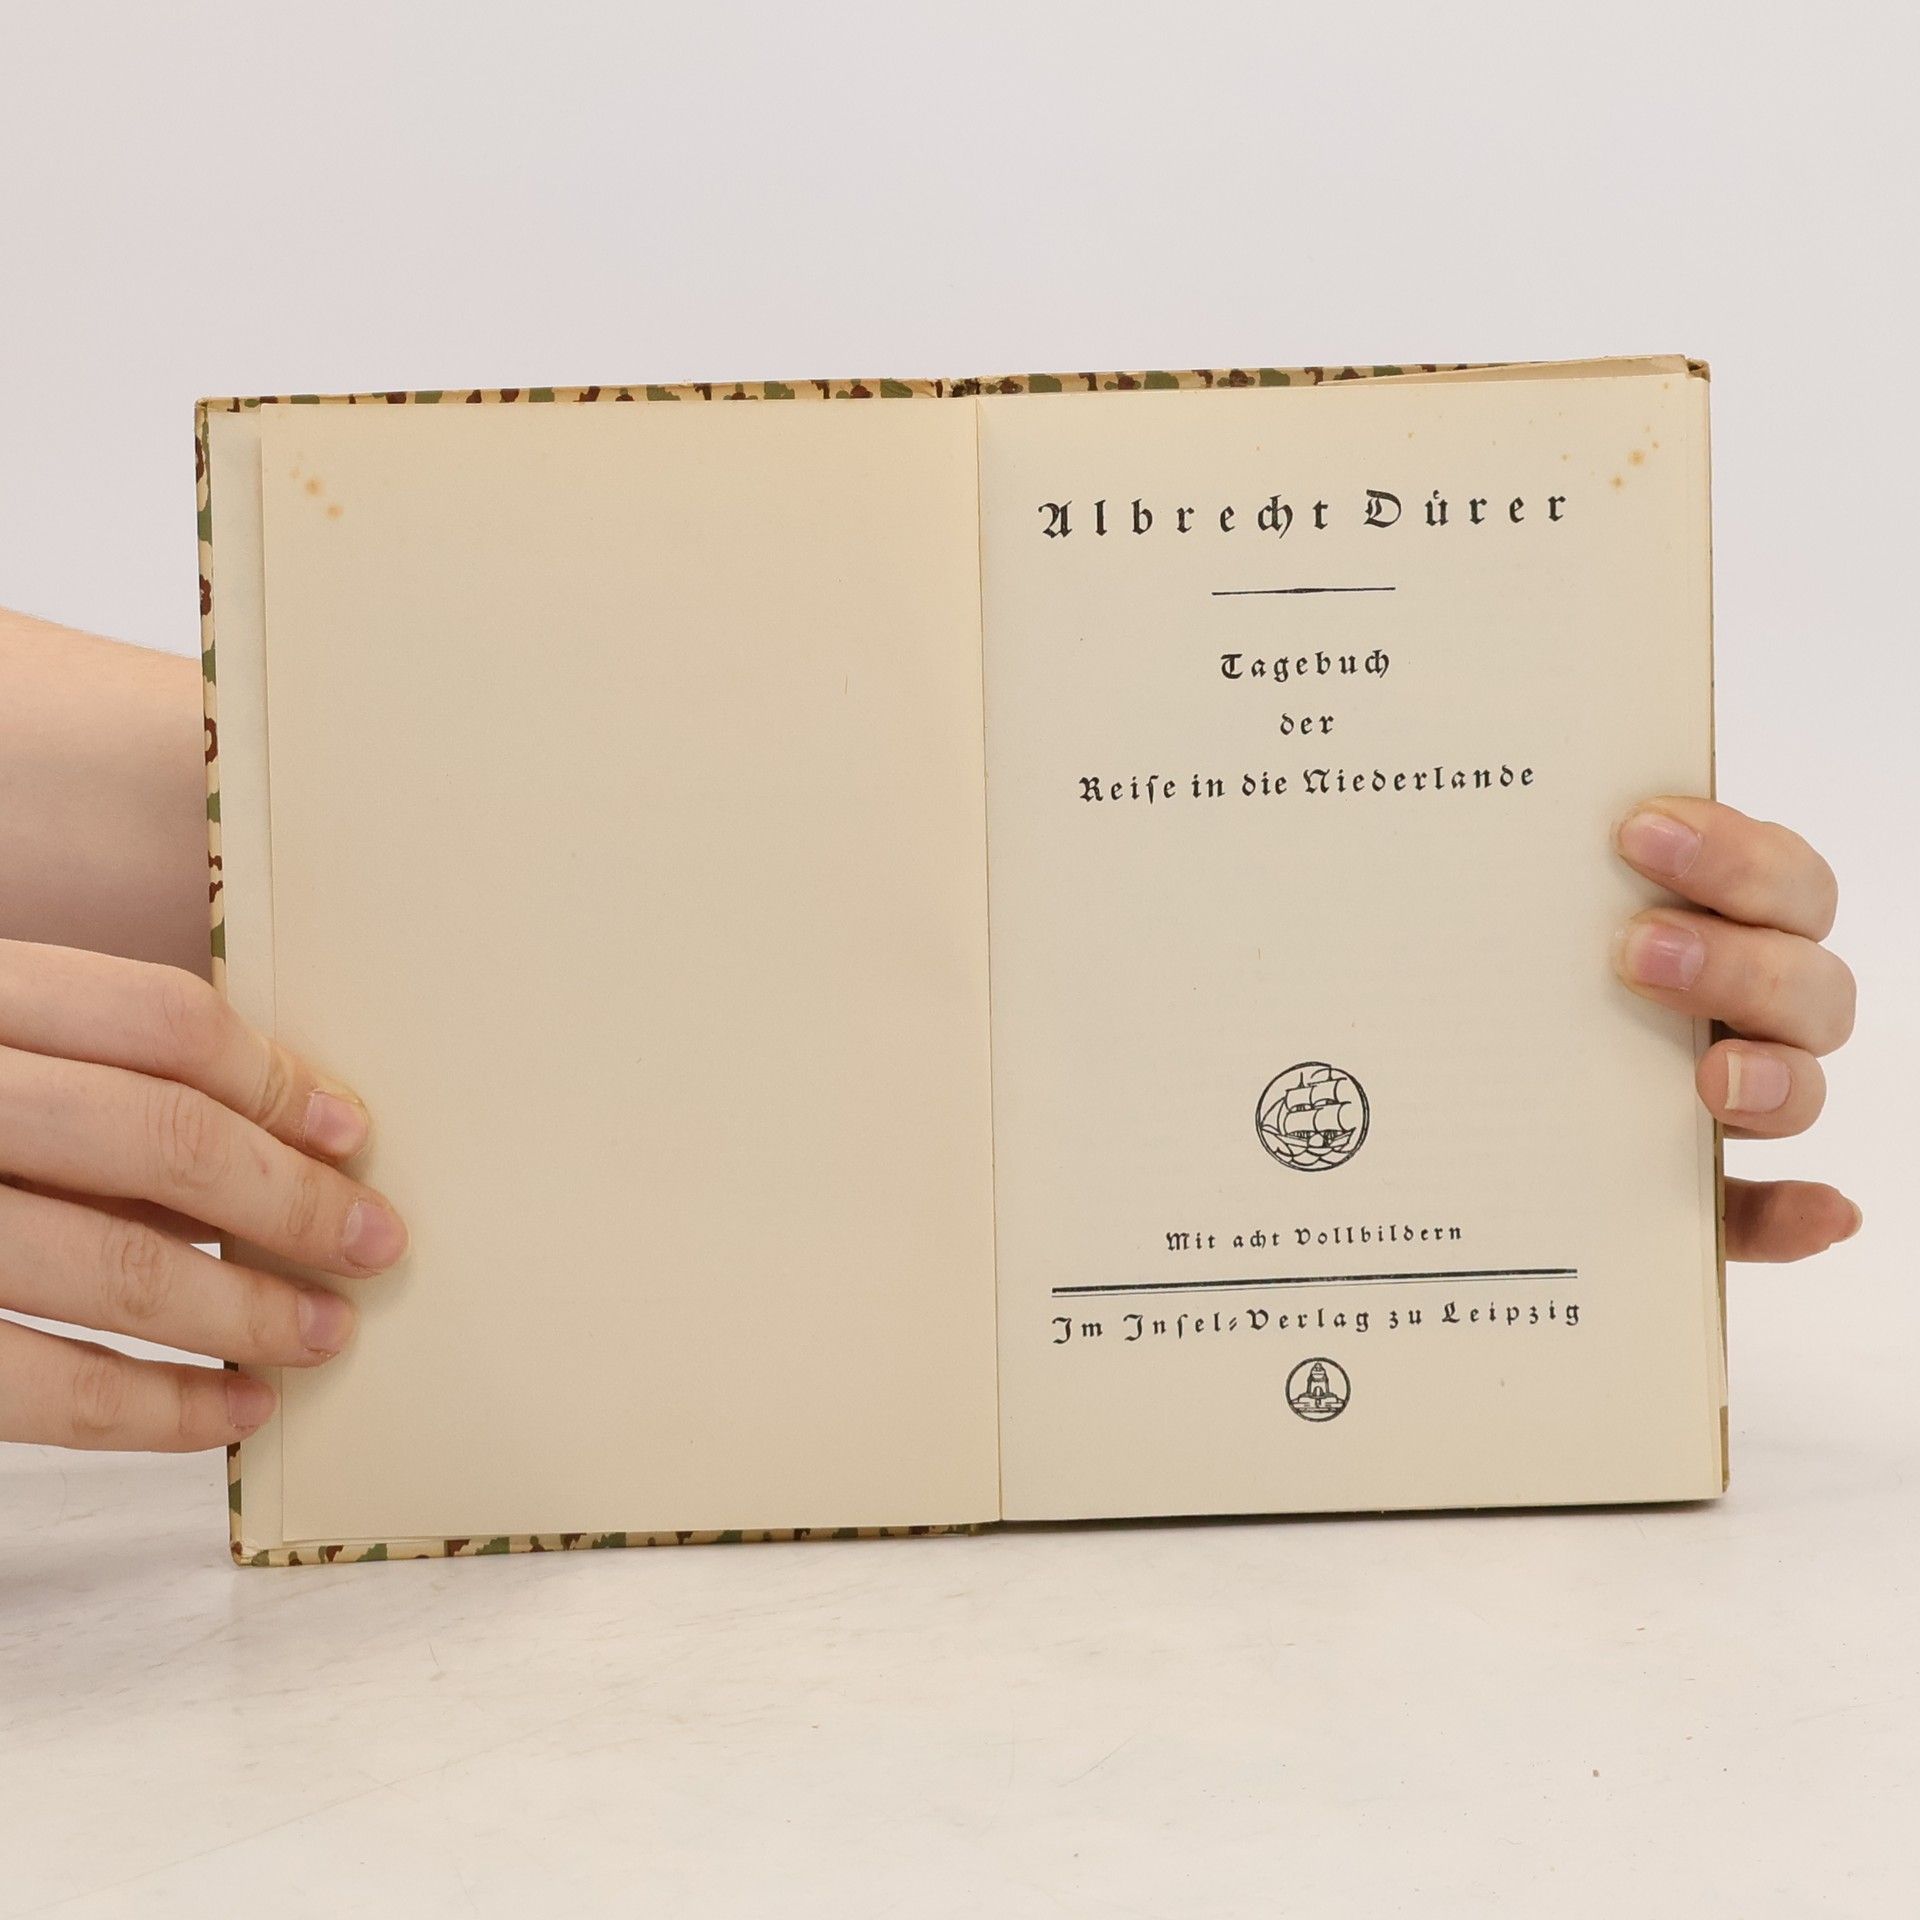 Albrecht Dürer
Tagebuch
der
Reiſe in die Niederlande
Mit acht Vollbildern
Im Inſel-Verlag zu Leipzig